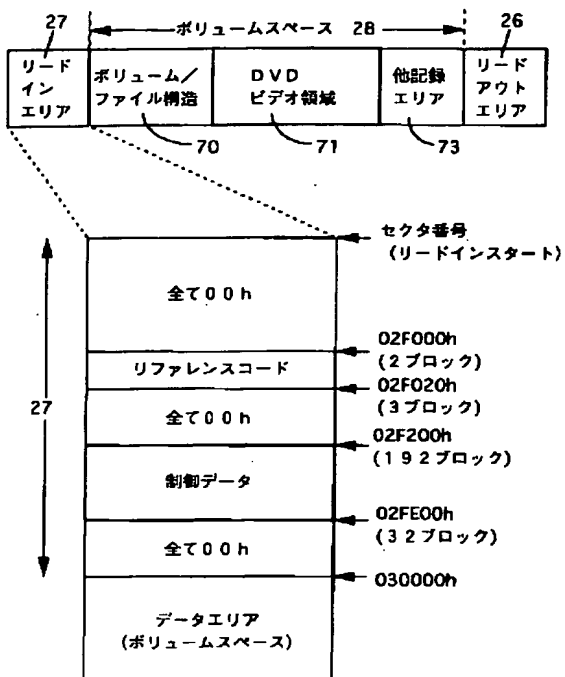 27
ボリュームスペース 28
26
リード
イン
エリア
ボリューム/
ファイル構造
DVD
ビデオ領域
他記録
エリア
リード
アウト
エリア
70
71
73
セクタ番号
(リードインスタート)
全て00h
02F000h
(2ブロック)
リファレンスコード
02F020h
(3ブロック)
27
全て00h
02F200h
(192ブロック)
制御データ
02FE00h
(32ブロック)
全て00h
030000h
データエリア
(ボリュームスペース)